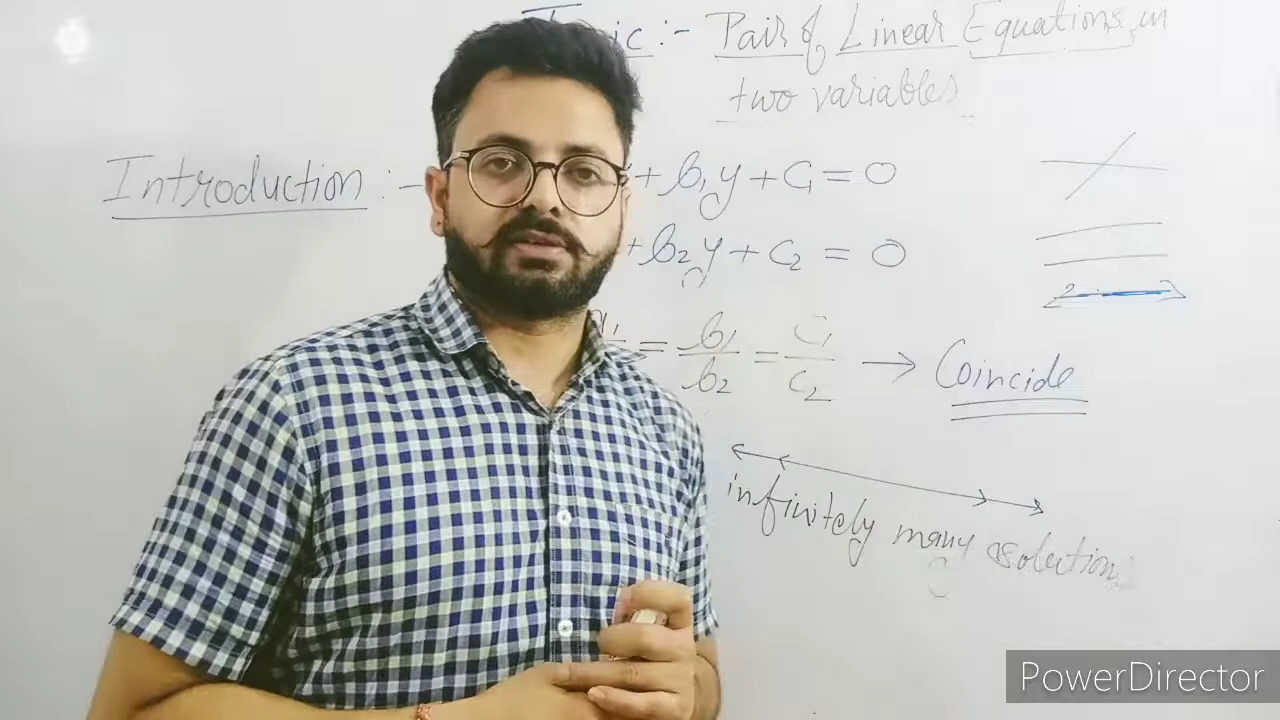 :- Pair of Linear Equations in
two variables
Introduction :-
+ b₁y + C₁ = 0
+ b₂y + C₂ = 0
= b₁/b₂ = C₁/C₂ → Coincide
infinitely many solution
PowerDirector